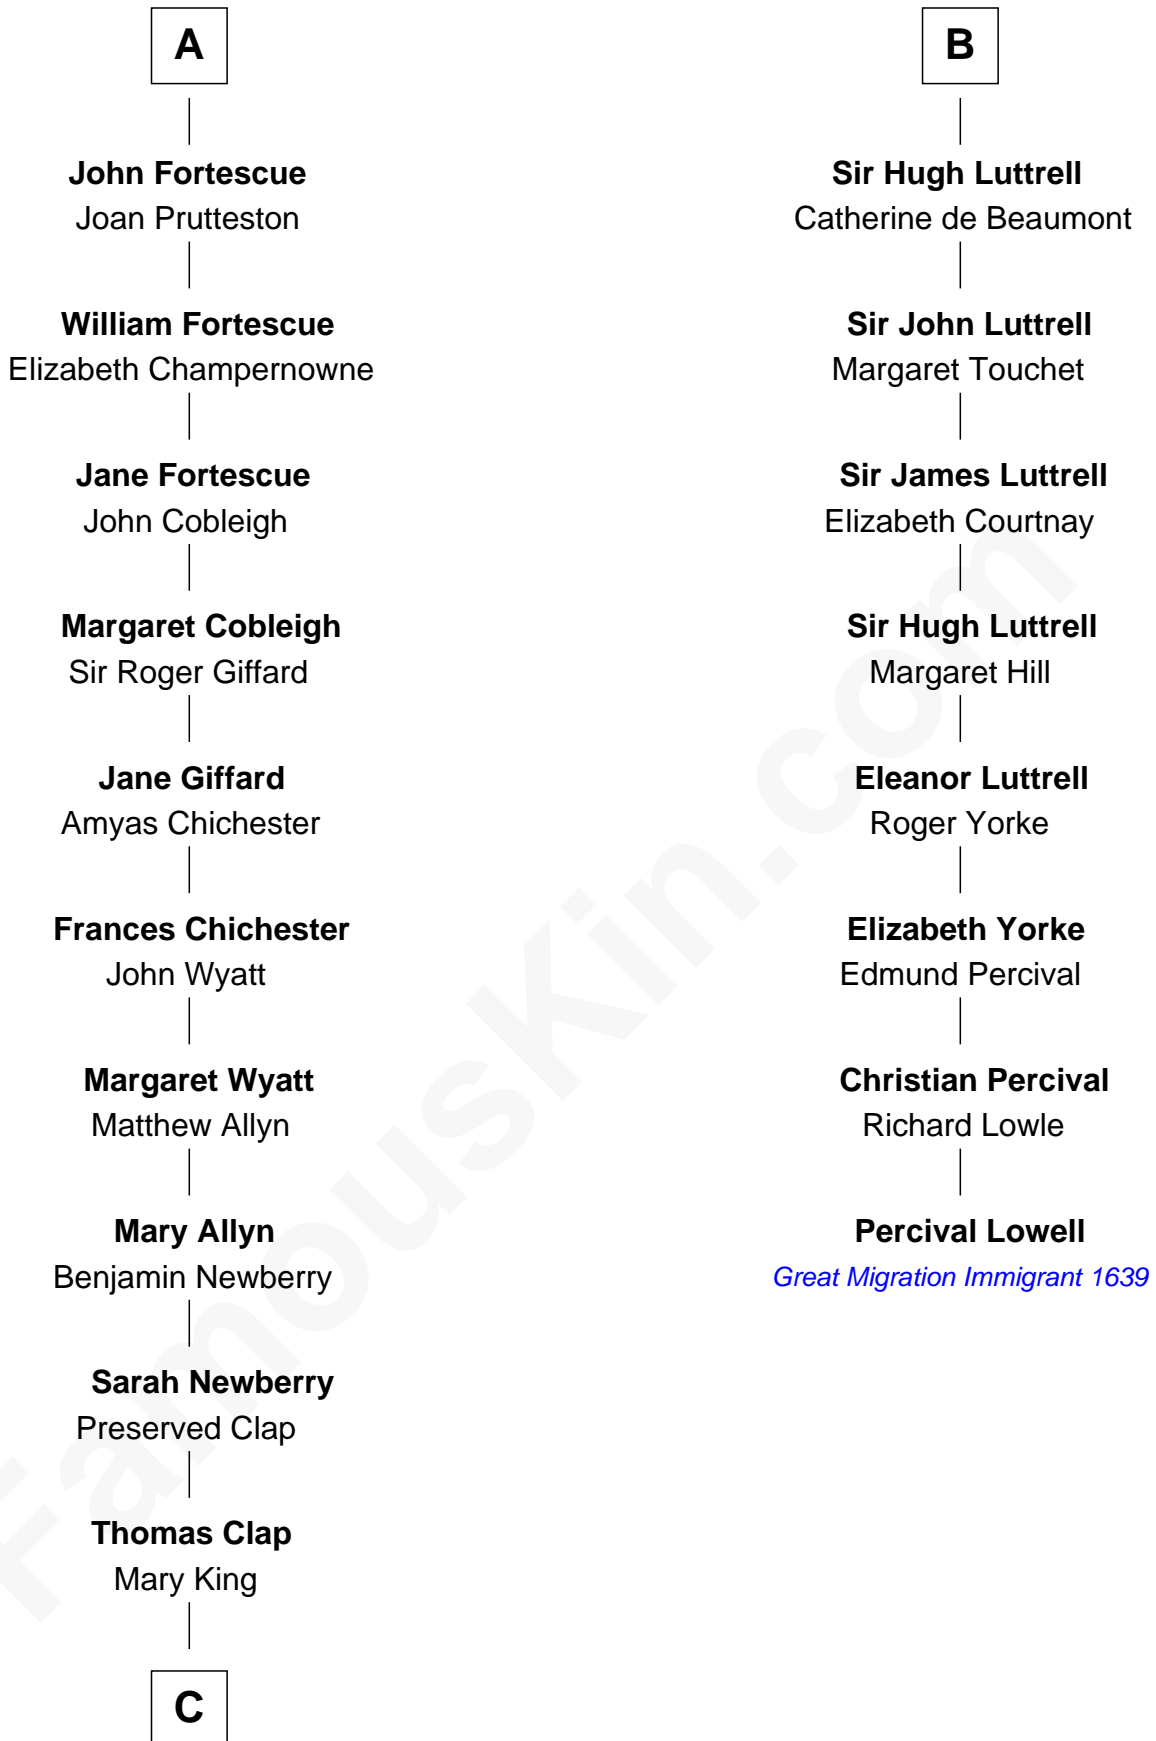 A
John Fortescue
Joan Prutteston
William Fortescue
Elizabeth Champernowne
Jane Fortescue
John Cobleigh
Margaret Cobleigh
Sir Roger Giffard
Jane Giffard
Amyas Chichester
Frances Chichester
John Wyatt
Margaret Wyatt
Matthew Allyn
Mary Allyn
Benjamin Newberry
Sarah Newberry
Preserved Clap
Thomas Clap
Mary King
C
B
Sir Hugh Luttrell
Catherine de Beaumont
Sir John Luttrell
Margaret Touchet
Sir James Luttrell
Elizabeth Courtnay
Sir Hugh Luttrell
Margaret Hill
Eleanor Luttrell
Roger Yorke
Elizabeth Yorke
Edmund Percival
Christian Percival
Richard Lowle
Percival Lowell
Great Migration Immigrant 1639
FamousKin.com